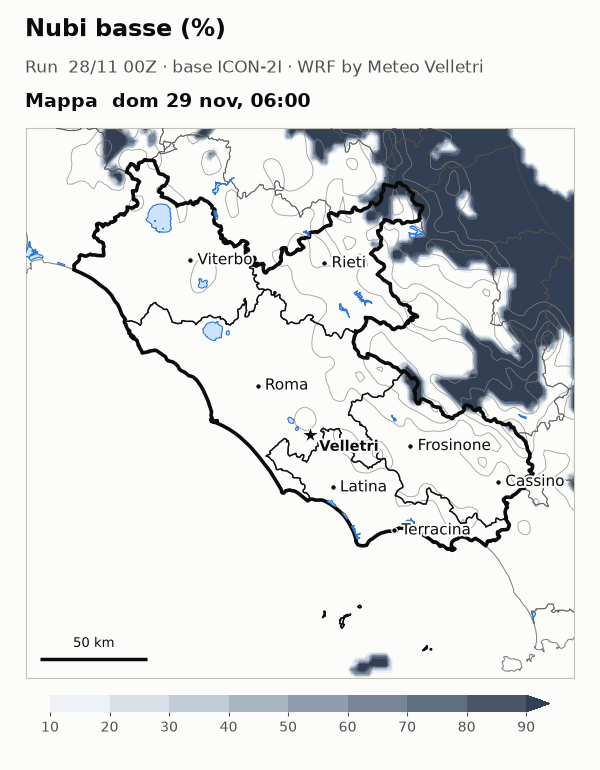 Nubi basse (%)
Run 28/11 00Z · base ICON-2I · WRF by Meteo Velletri
Mappa dom 29 nov, 06:00
Viterbo
Rieti
Roma
Velletri
Frosinone
Latina
Cassino
Terracina
50 km
10 20 30 40 50 60 70 80 90